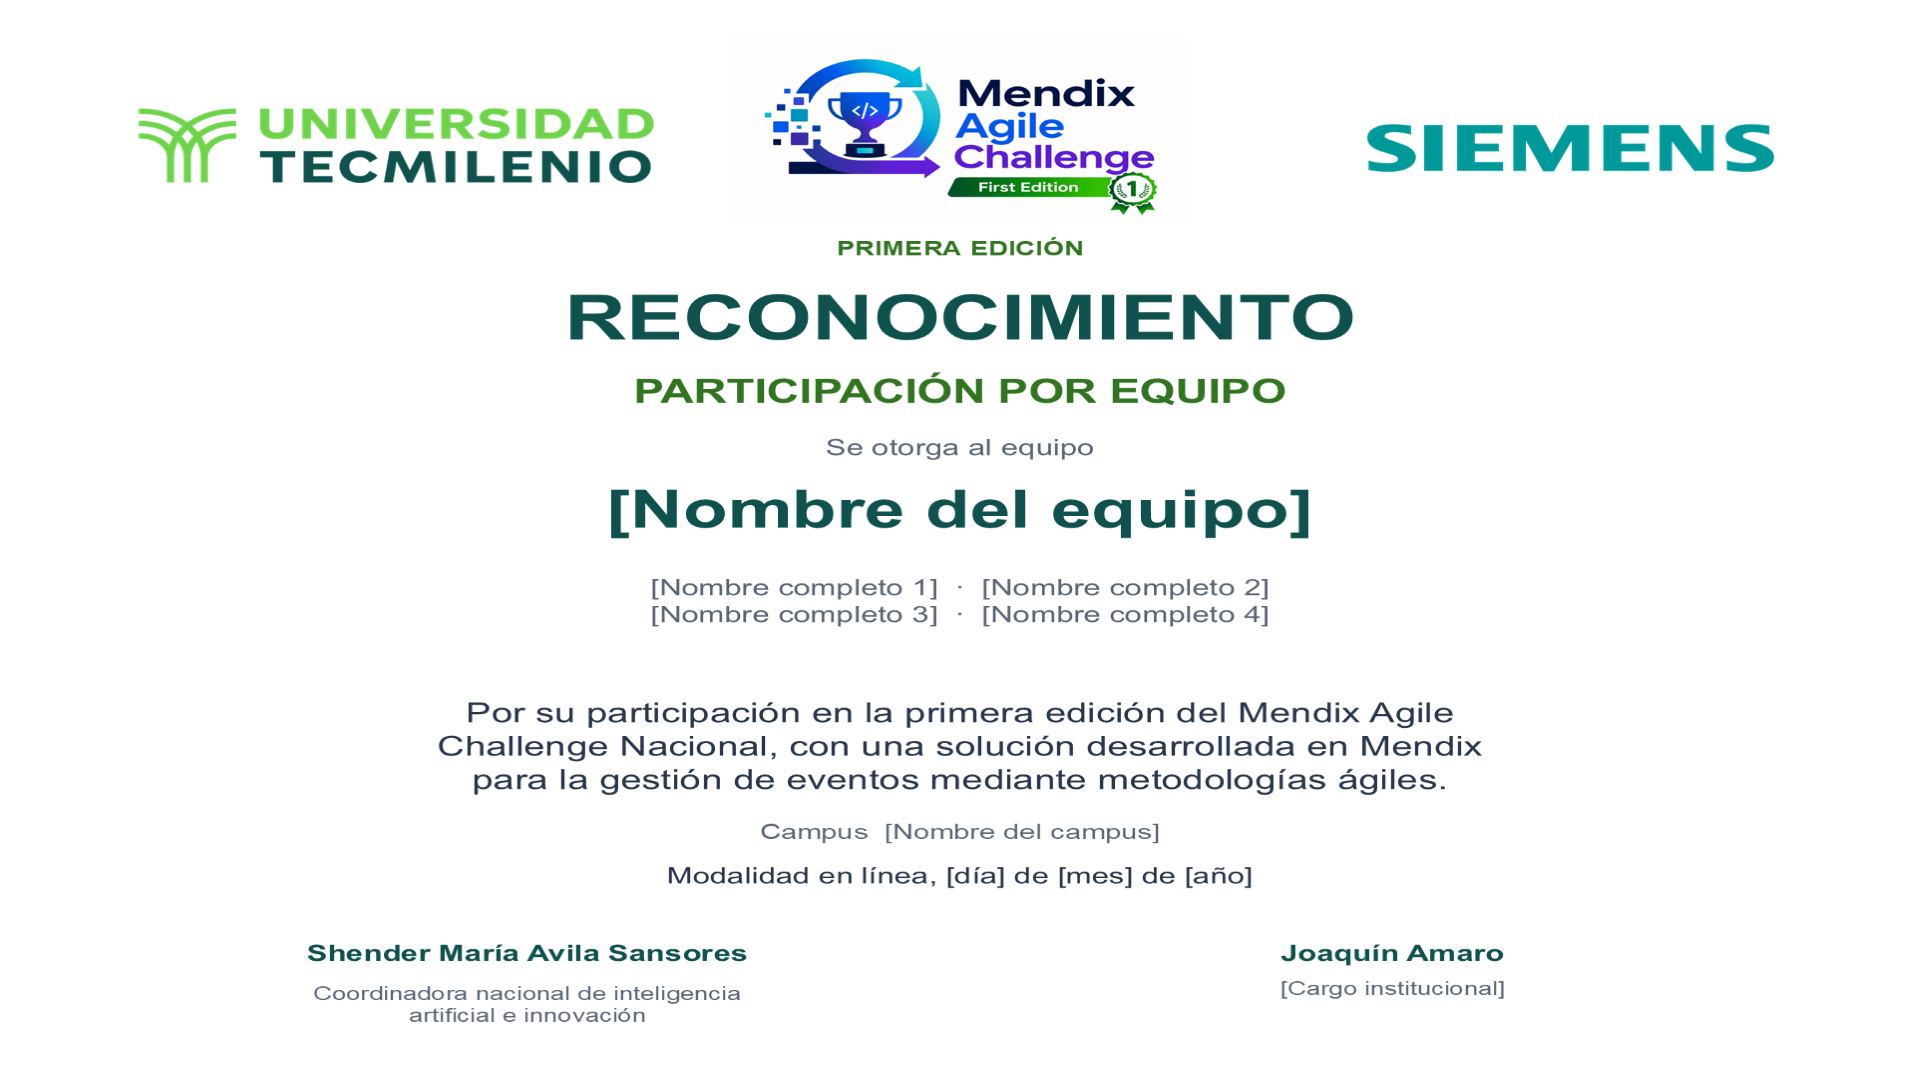 UNIVERSIDAD
TECMILENIO
</>
Mendix
Agile
Challenge
First Edition
1
SIEMENS
PRIMERA EDICIÓN
RECONOCIMIENTO
PARTICIPACIÓN POR EQUIPO
Se otorga al equipo
[Nombre del equipo]
[Nombre completo 1] · [Nombre completo 2]
[Nombre completo 3] · [Nombre completo 4]
Por su participación en la primera edición del Mendix Agile
Challenge Nacional, con una solución desarrollada en Mendix
para la gestión de eventos mediante metodologías ágiles.
Campus [Nombre del campus]
Modalidad en línea, [día] de [mes] de [año]
Shender María Avila Sansores
Coordinadora nacional de inteligencia
artificial e innovación
Joaquín Amaro
[Cargo institucional]